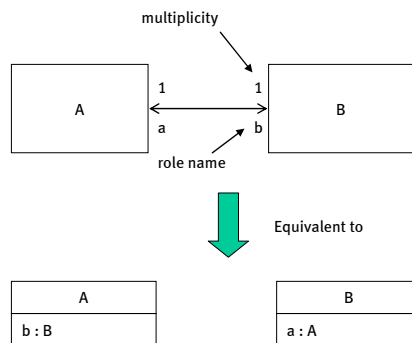 multiplicity
A
1
1
B
a
b
role name
Equivalent to
A
B
b : B
a : A